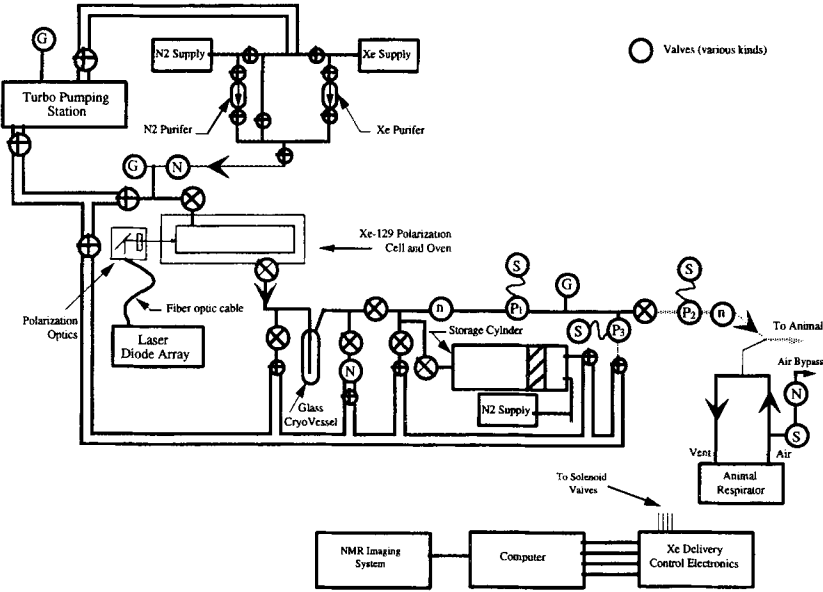 G
N2 Supply
Xe Supply
Valves (various kinds)
Turbo Pumping
Station
N2 Purifer
Xe Purifer
G
N
Xe-129 Polarization
Cell and Oven
Polarization
Optics
Fiber optic cable
Laser
Diode Array
S
G
S
n
P1
S
P3
P2
n
To Animal
Storage Cylnder
Air Bypass
N
N
Glass
CryoVessel
N2 Supply
S
Vent
Air
Animal
Respirator
To Solenoid
Valves
NMR Imaging
System
Computer
Xe Delivery
Control Electronics